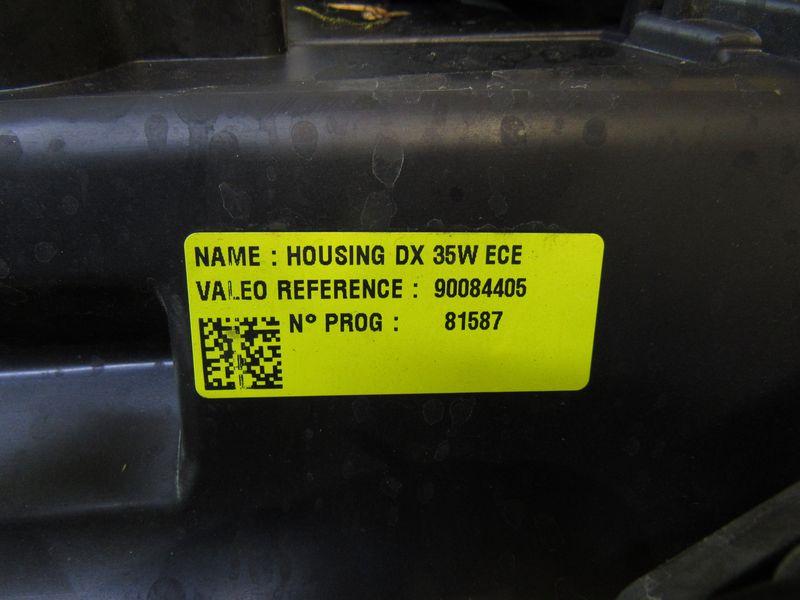 NAME : HOUSING DX 35W ECE
VALEO REFERENCE : 90084405
N° PROG : 81587